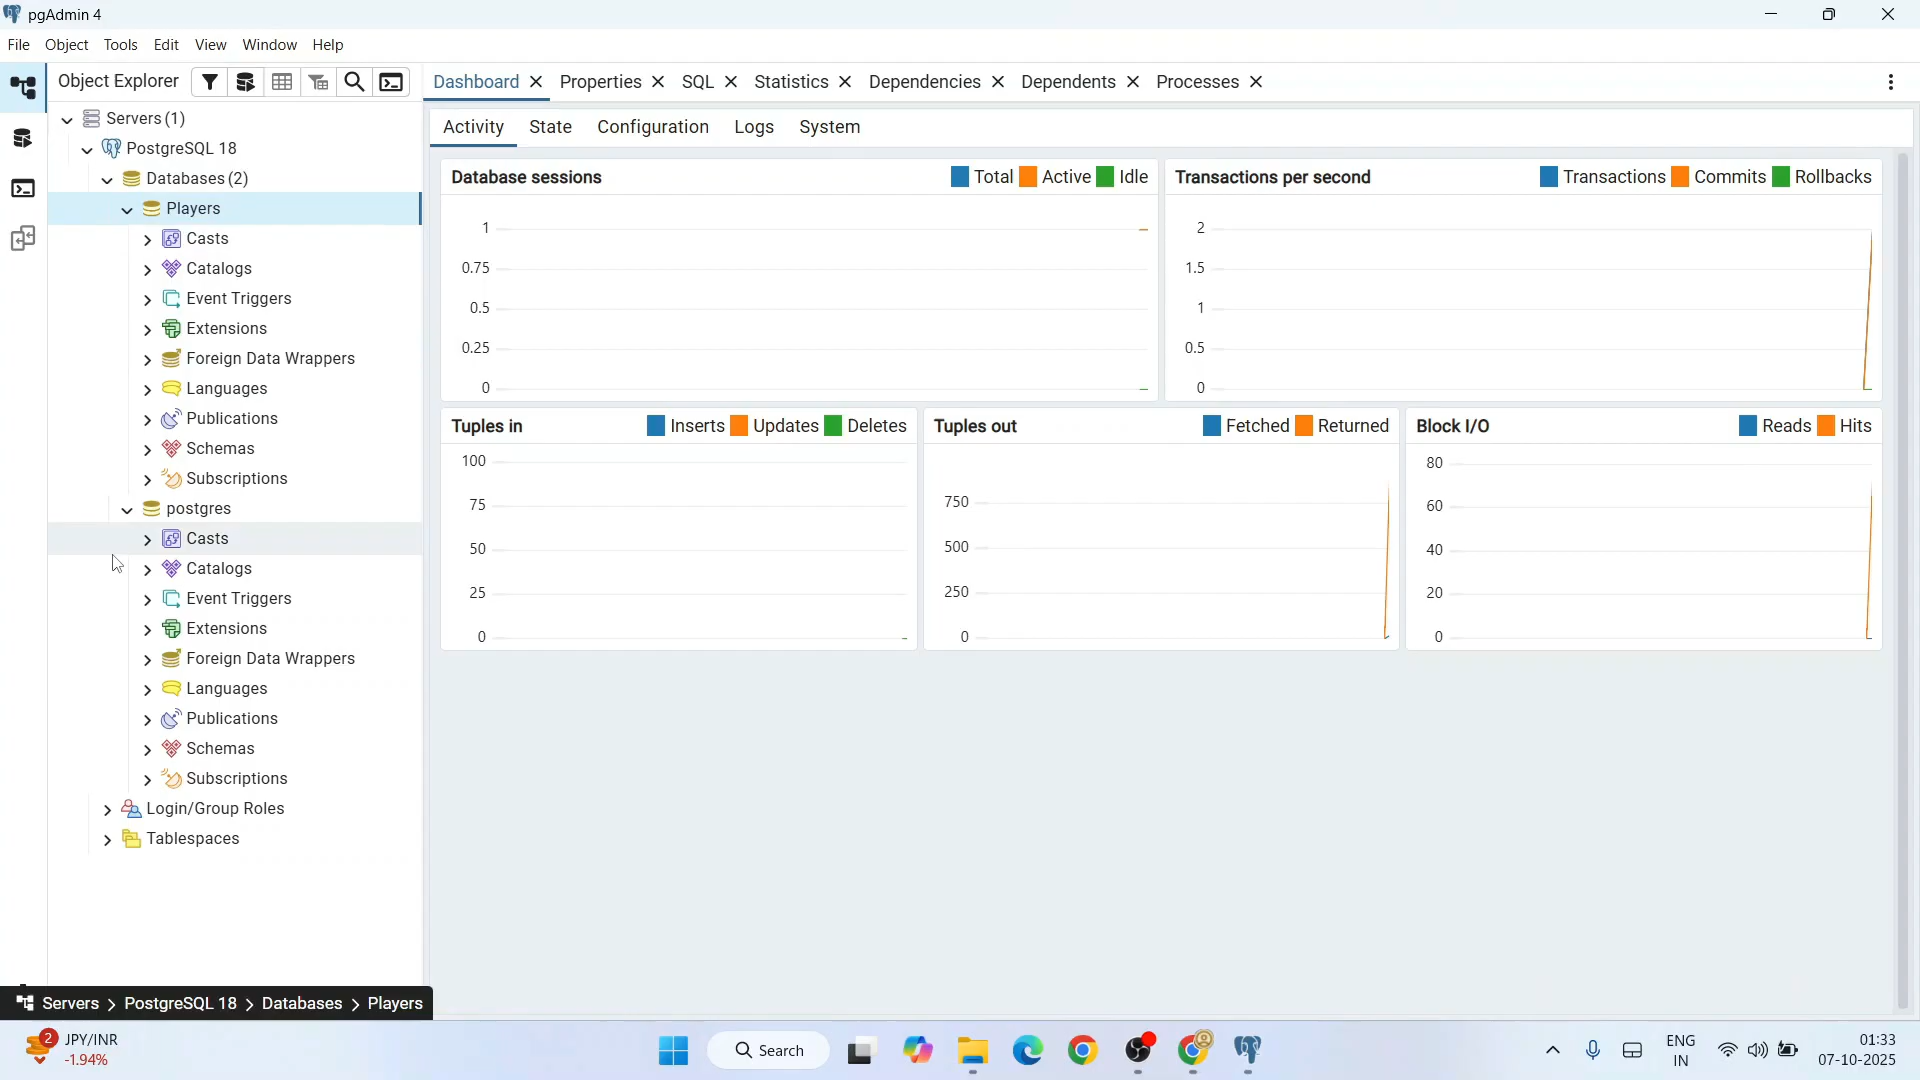 pgAdmin 4
File Object Tools Edit View Window Help
Object Explorer
Dashboard Properties SQL Statistics Dependencies Dependents Processes
Servers (1)
PostgreSQL 18
Databases (2)
Players
Casts
Catalogs
Event Triggers
Extensions
Foreign Data Wrappers
Languages
Publications
Schemas
Subscriptions
postgres
Casts
Catalogs
Event Triggers
Extensions
Foreign Data Wrappers
Languages
Publications
Schemas
Subscriptions
Login/Group Roles
Tablespaces
Activity State Configuration Logs System
Database sessions Total Active Idle
1
0.75
0.5
0.25
0
Transactions per second Transactions Commits Rollbacks
2
1.5
1
0.5
0
Tuples in Inserts Updates Deletes
100
75
50
25
0
Tuples out Fetched Returned
750
500
250
0
Block I/O Reads Hits
80
60
40
20
0
Servers > PostgreSQL 18 > Databases > Players
2
JPY/INR
-1.94%
Search
ENG
IN
01:33
07-10-2025